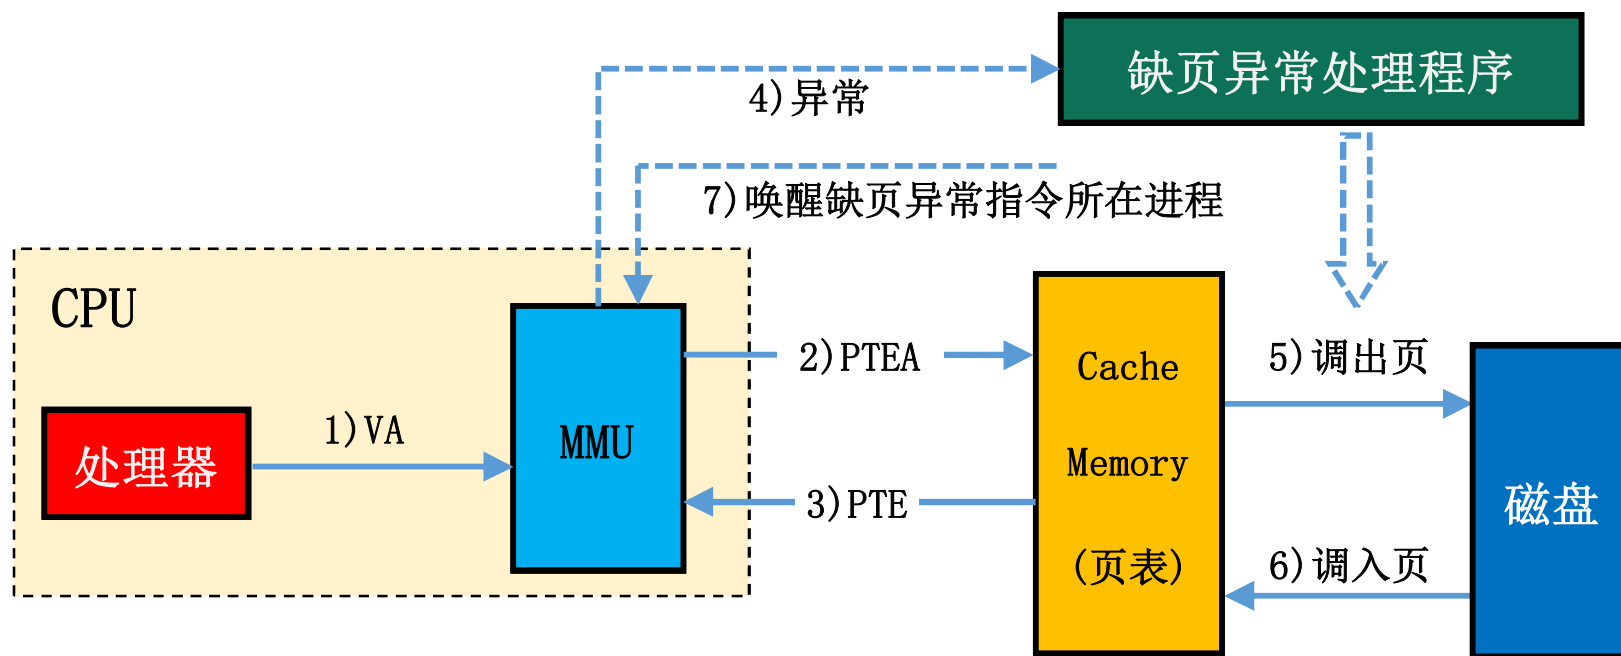 缺页异常处理程序
4)异常
7)唤醒缺页异常指令所在进程
CPU
处理器
1)VA
MMU
2)PTEA
3)PTE
Cache
Memory
(页表)
5)调出页
6)调入页
磁盘